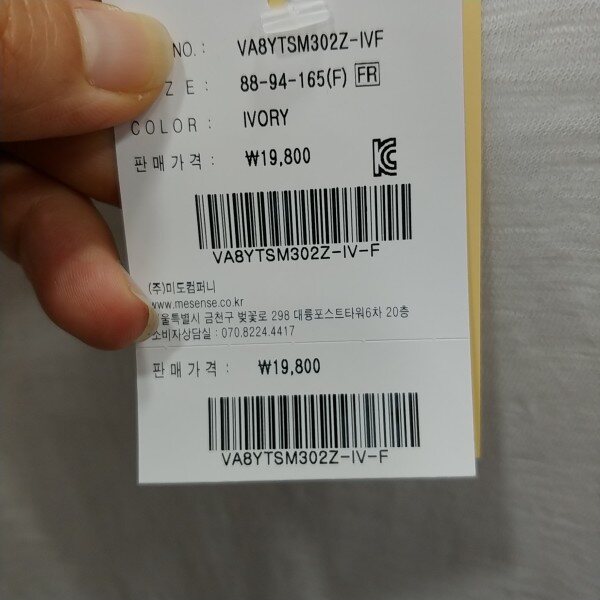 NO. : VA8YTSM302Z-IVF
Z E : 88-94-165(F) FR
COLOR : IVORY
판매가격 : ₩19,800
VA8YTSM302Z-IV-F
(주)미도컴퍼니
www.mesense.co.kr
울특별시 금천구 벚꽃로 298 대륭포스트타워6차 20층
소비자상담실 : 070.8224.4417
판매가격 : ₩19,800
VA8YTSM302Z-IV-F